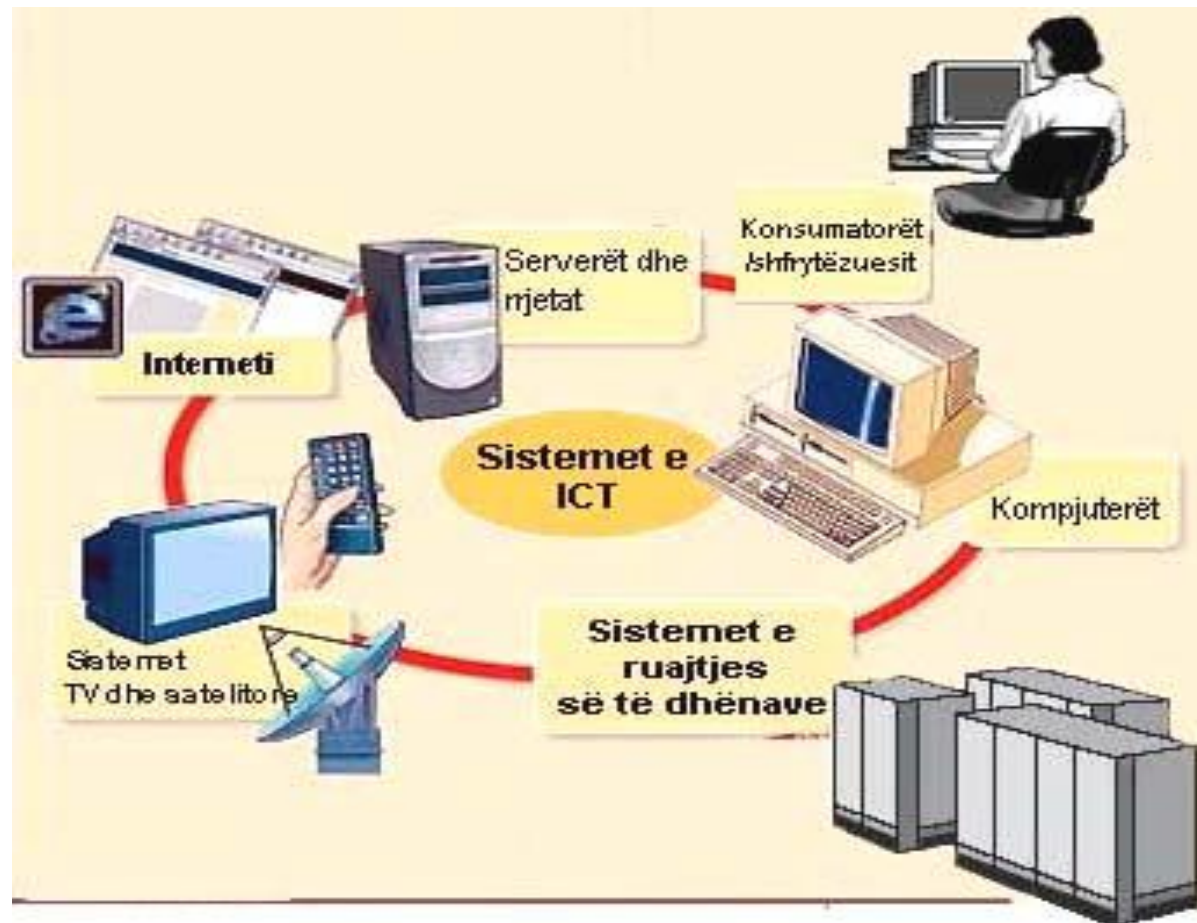 Konsumatorët
/shfrytëzuesit
Serverët dhe
rrjetat
Interneti
Sistemet e
ICT
Kompjuterët
Sistemet e
ruajtjes
së të dhënave
Sistemet
TV dhe satelitore